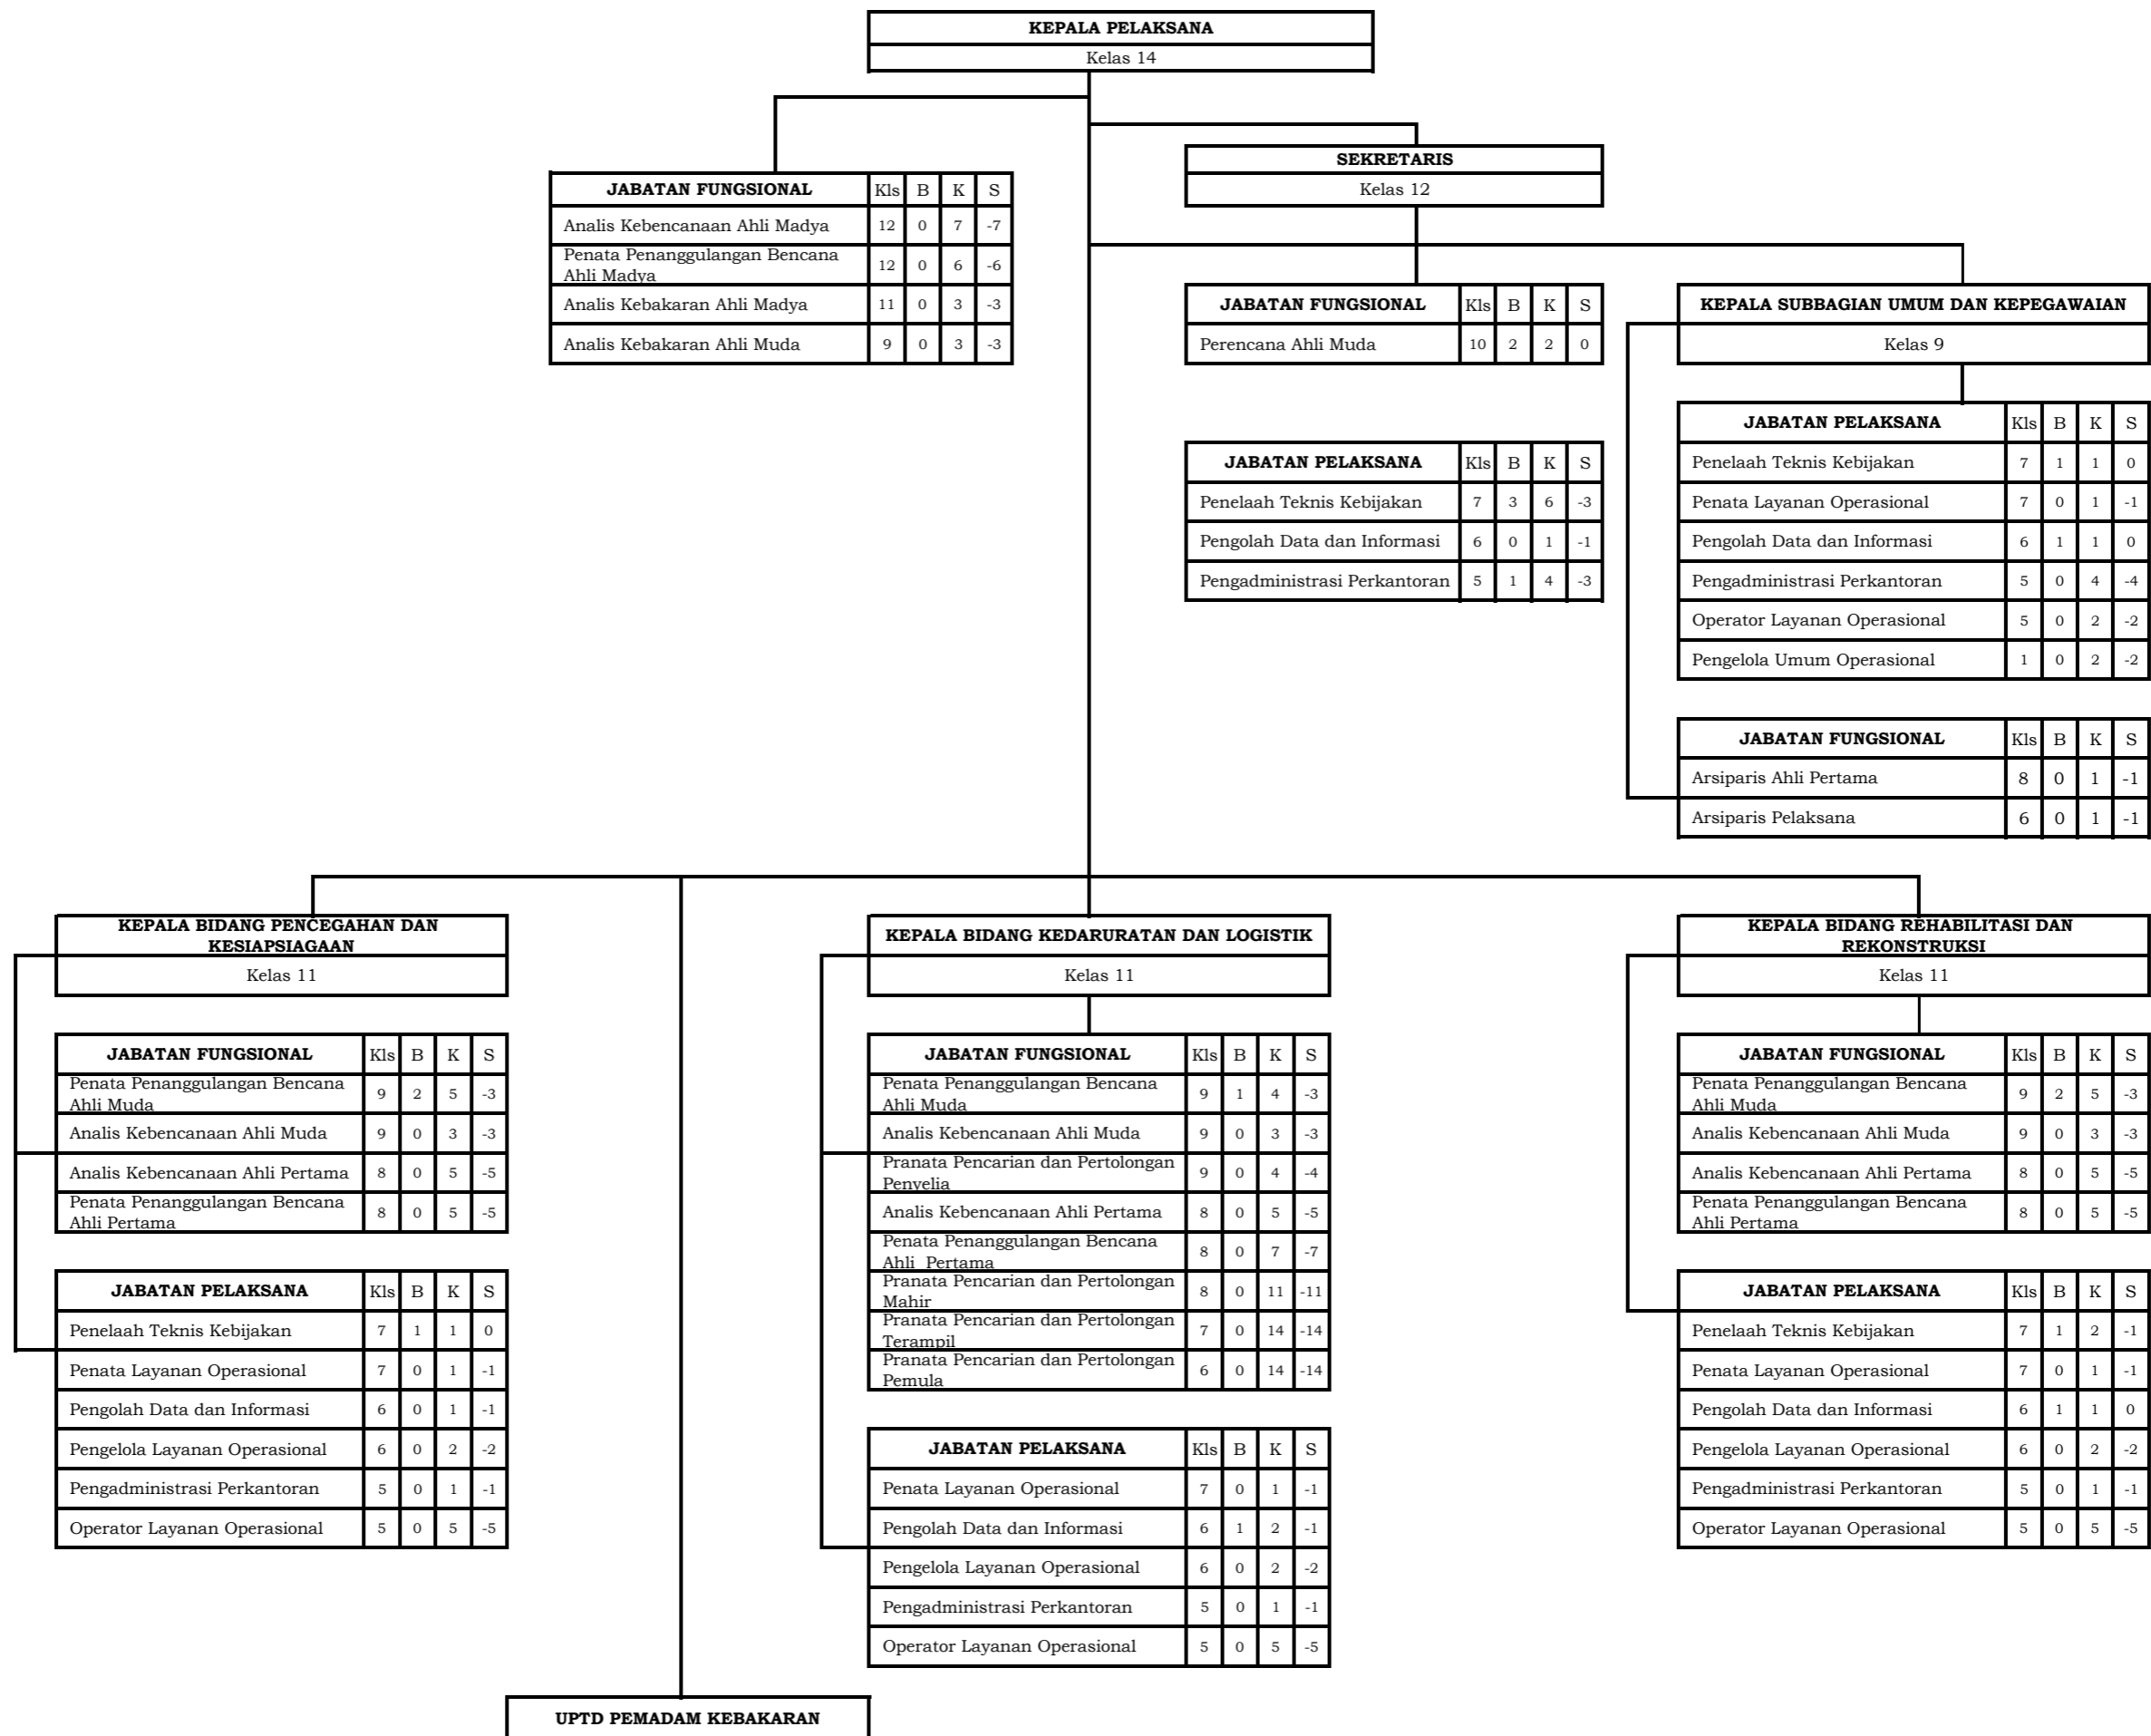 KEPALA PELAKSANA
Kelas 14
SEKRETARIS
Kelas 12
JABATAN FUNGSIONAL Kls B K S
Analis Kebencanaan Ahli Madya 12 0 7 -7
Penata Penanggulangan Bencana
Ahli Madya 12 0 6 -6
Analis Kebakaran Ahli Madya 11 0 3 -3
Analis Kebakaran Ahli Muda 9 0 3 -3
JABATAN FUNGSIONAL Kls B K S
Perencana Ahli Muda 10 2 2 0
JABATAN PELAKSANA Kls B K S
Penelaah Teknis Kebijakan 7 3 6 -3
Pengolah Data dan Informasi 6 0 1 -1
Pengadministrasi Perkantoran 5 1 4 -3
KEPALA SUBBAGIAN UMUM DAN KEPEGAWAIAN
Kelas 9
JABATAN PELAKSANA Kls B K S
Penelaah Teknis Kebijakan 7 1 1 0
Penata Layanan Operasional 7 0 1 -1
Pengolah Data dan Informasi 6 1 1 0
Pengadministrasi Perkantoran 5 0 4 -4
Operator Layanan Operasional 5 0 2 -2
Pengelola Umum Operasional 1 0 2 -2
JABATAN FUNGSIONAL Kls B K S
Arsiparis Ahli Pertama 8 0 1 -1
Arsiparis Pelaksana 6 0 1 -1
KEPALA BIDANG PENCEGAHAN DAN
KESIAPSIAGAAN
Kelas 11
JABATAN FUNGSIONAL Kls B K S
Penata Penanggulangan Bencana
Ahli Muda 9 2 5 -3
Analis Kebencanaan Ahli Muda 9 0 3 -3
Analis Kebencanaan Ahli Pertama 8 0 5 -5
Penata Penanggulangan Bencana
Ahli Pertama 8 0 5 -5
JABATAN PELAKSANA Kls B K S
Penelaah Teknis Kebijakan 7 1 1 0
Penata Layanan Operasional 7 0 1 -1
Pengolah Data dan Informasi 6 0 1 -1
Pengelola Layanan Operasional 6 0 2 -2
Pengadministrasi Perkantoran 5 0 1 -1
Operator Layanan Operasional 5 0 5 -5
KEPALA BIDANG KEDARURATAN DAN LOGISTIK
Kelas 11
JABATAN FUNGSIONAL Kls B K S
Penata Penanggulangan Bencana
Ahli Muda 9 1 4 -3
Analis Kebencanaan Ahli Muda 9 0 3 -3
Pranata Pencarian dan Pertolongan
Penyelia 9 0 4 -4
Analis Kebencanaan Ahli Pertama 8 0 5 -5
Penata Penanggulangan Bencana
Ahli Pertama 8 0 7 -7
Pranata Pencarian dan Pertolongan
Mahir 8 0 11 -11
Pranata Pencarian dan Pertolongan
Terampil 7 0 14 -14
Pranata Pencarian dan Pertolongan
Pemula 6 0 14 -14
JABATAN PELAKSANA Kls B K S
Penata Layanan Operasional 7 0 1 -1
Pengolah Data dan Informasi 6 1 2 -1
Pengelola Layanan Operasional 6 0 2 -2
Pengadministrasi Perkantoran 5 0 1 -1
Operator Layanan Operasional 5 0 5 -5
KEPALA BIDANG REHABILITASI DAN
REKONSTRUKSI
Kelas 11
JABATAN FUNGSIONAL Kls B K S
Penata Penanggulangan Bencana
Ahli Muda 9 2 5 -3
Analis Kebencanaan Ahli Muda 9 0 3 -3
Analis Kebencanaan Ahli Pertama 8 0 5 -5
Penata Penanggulangan Bencana
Ahli Pertama 8 0 5 -5
JABATAN PELAKSANA Kls B K S
Penelaah Teknis Kebijakan 7 1 2 -1
Penata Layanan Operasional 7 0 1 -1
Pengolah Data dan Informasi 6 1 1 0
Pengelola Layanan Operasional 6 0 2 -2
Pengadministrasi Perkantoran 5 0 1 -1
Operator Layanan Operasional 5 0 5 -5
UPTD PEMADAM KEBAKARAN